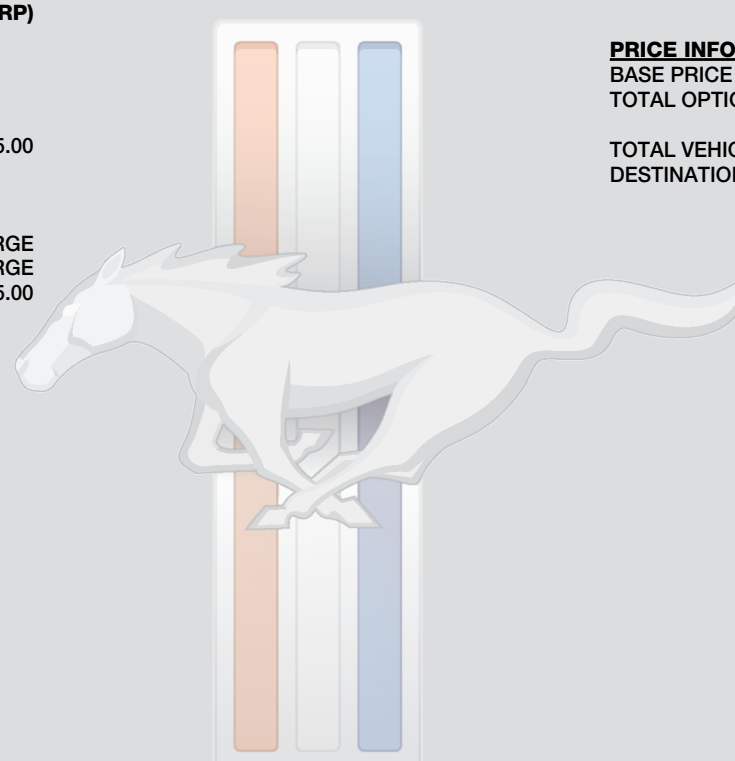 RP)
5.00
RGE
RGE
5.00
PRICE INFO
BASE PRICE
TOTAL OPTIO
TOTAL VEHIC
DESTINATION